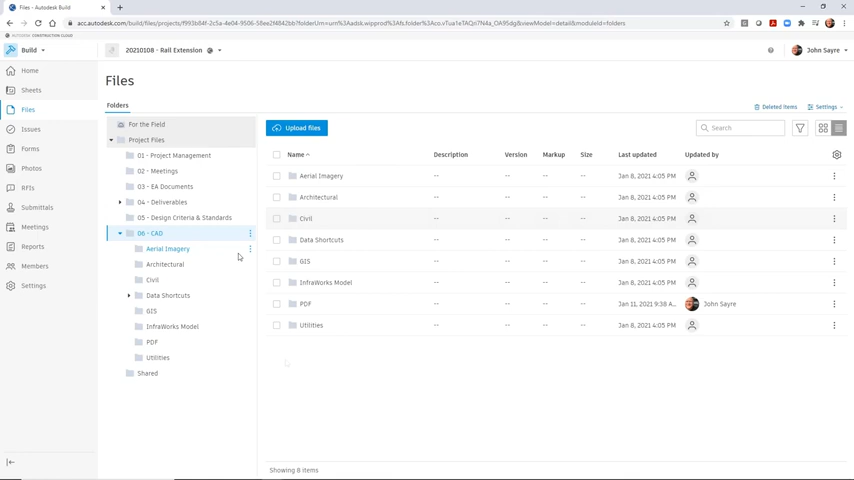 Files - Autodesk Build
acc.autodesk.com/build/files/projects/f993b84f-2c5a-4e04-9506-58ee2f4842bb?folderUrn=urn%3Aadsk.wipprod%3Afs.folder%3Aco.vTua1eTAQn7N4a_OA95dg&viewModel=detail&moduleId=folders
AUTODESK CONSTRUCTION CLOUD
Build
20210108 - Rail Extension
John Sayre
Home
Sheets
Files
Issues
Forms
Photos
RFIs
Submittals
Meetings
Reports
Members
Settings
Files
Folders
Deleted items
Settings
For the Field
Project Files
01 - Project Management
02 - Meetings
03 - EA Documents
04 - Deliverables
05 - Design Criteria & Standards
06 - CAD
Aerial Imagery
Architectural
Civil
Data Shortcuts
GIS
InfraWorks Model
PDF
Utilities
Shared
Upload files
Search
Name Description Version Markup Size Last updated Updated by
Aerial Imagery -- -- -- -- Jan 8, 2021 4:05 PM
Architectural -- -- -- -- Jan 8, 2021 4:05 PM
Civil -- -- -- -- Jan 8, 2021 4:05 PM
Data Shortcuts -- -- -- -- Jan 8, 2021 4:05 PM
GIS -- -- -- -- Jan 8, 2021 4:05 PM
InfraWorks Model -- -- -- -- Jan 8, 2021 4:05 PM
PDF -- -- -- -- Jan 11, 2021 9:38 A... John Sayre
Utilities -- -- -- -- Jan 8, 2021 4:05 PM
Showing 8 items